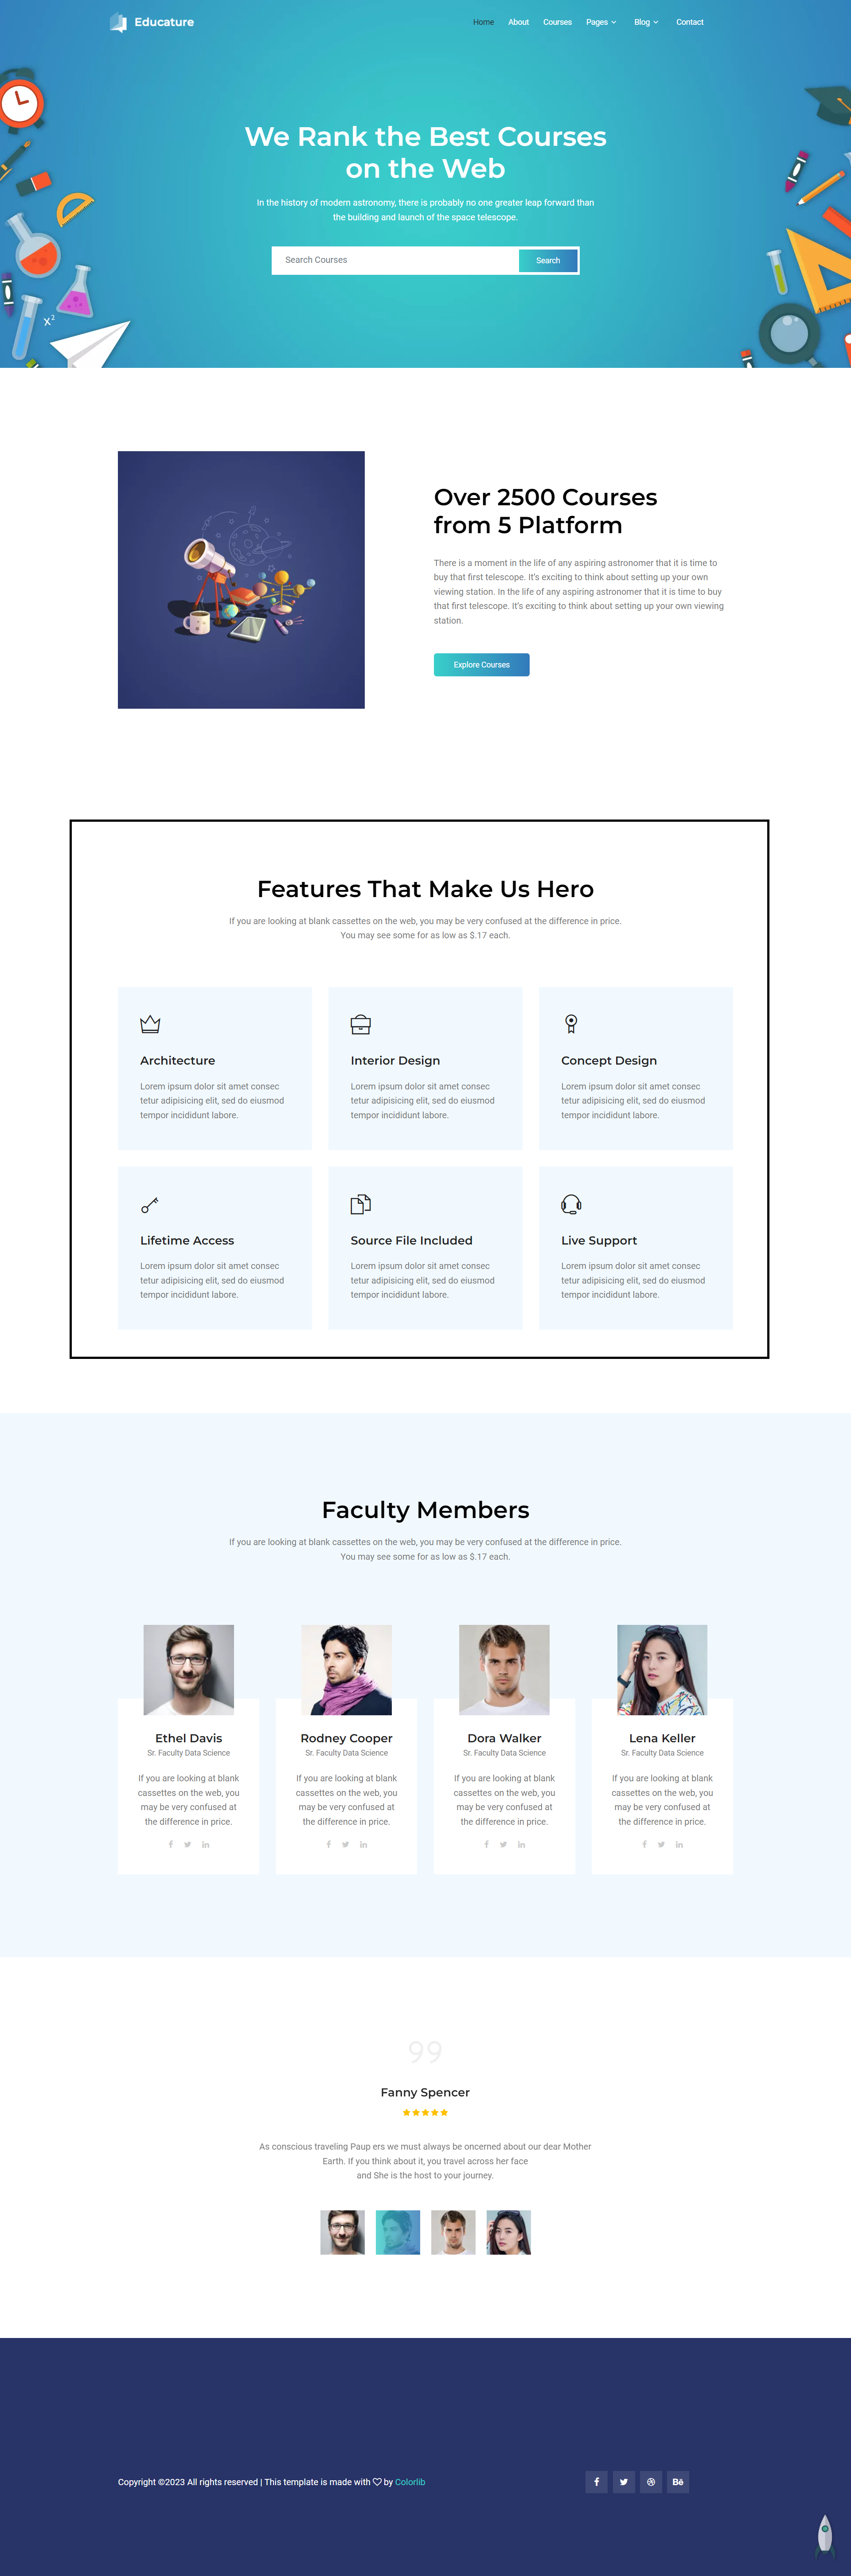 Educature
Home About Courses Pages Blog Contact
We Rank the Best Courses
on the Web
In the history of modern astronomy, there is probably no one greater leap forward than
the building and launch of the space telescope.
Search Courses
Search
x²
Over 2500 Courses
from 5 Platform
There is a moment in the life of any aspiring astronomer that it is time to
buy that first telescope. It's exciting to think about setting up your own
viewing station. In the life of any aspiring astronomer that it is time to buy
that first telescope. It's exciting to think about setting up your own viewing
station.
Explore Courses
Features That Make Us Hero
If you are looking at blank cassettes on the web, you may be very confused at the difference in price.
You may see some for as low as $.17 each.
Architecture
Lorem ipsum dolor sit amet consec
tetur adipisicing elit, sed do eiusmod
tempor incididunt labore.
Interior Design
Lorem ipsum dolor sit amet consec
tetur adipisicing elit, sed do eiusmod
tempor incididunt labore.
Concept Design
Lorem ipsum dolor sit amet consec
tetur adipisicing elit, sed do eiusmod
tempor incididunt labore.
Lifetime Access
Lorem ipsum dolor sit amet consec
tetur adipisicing elit, sed do eiusmod
tempor incididunt labore.
Source File Included
Lorem ipsum dolor sit amet consec
tetur adipisicing elit, sed do eiusmod
tempor incididunt labore.
Live Support
Lorem ipsum dolor sit amet consec
tetur adipisicing elit, sed do eiusmod
tempor incididunt labore.
Faculty Members
If you are looking at blank cassettes on the web, you may be very confused at the difference in price.
You may see some for as low as $.17 each.
Ethel Davis
Sr. Faculty Data Science
If you are looking at blank
cassettes on the web, you
may be very confused at
the difference in price.
Rodney Cooper
Sr. Faculty Data Science
If you are looking at blank
cassettes on the web, you
may be very confused at
the difference in price.
Dora Walker
Sr. Faculty Data Science
If you are looking at blank
cassettes on the web, you
may be very confused at
the difference in price.
Lena Keller
Sr. Faculty Data Science
If you are looking at blank
cassettes on the web, you
may be very confused at
the difference in price.
Fanny Spencer
As conscious traveling Paup ers we must always be oncerned about our dear Mother
Earth. If you think about it, you travel across her face
and She is the host to your journey.
Copyright ©2023 All rights reserved | This template is made with ♡ by Colorlib